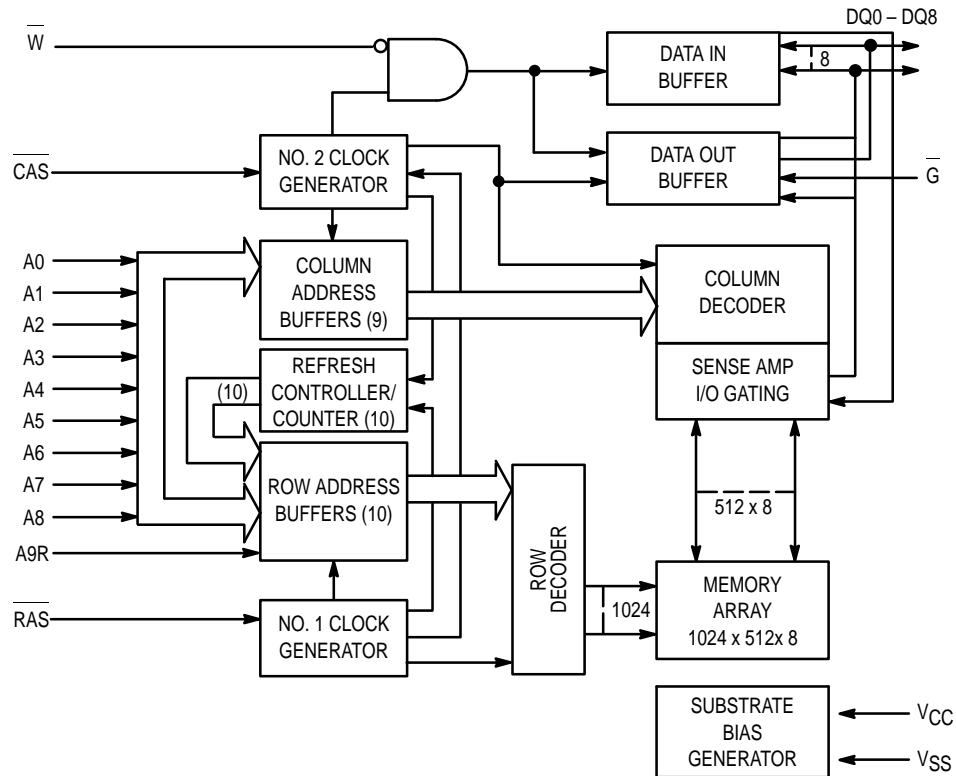 DQ0 – DQ8
W
DATA IN
BUFFER
8
CAS
NO. 2 CLOCK
GENERATOR
DATA OUT
BUFFER
G
A0
A1
A2
A3
A4
A5
A6
A7
A8
A9R
COLUMN
ADDRESS
BUFFERS (9)
COLUMN
DECODER
REFRESH
CONTROLLER/
COUNTER (10)
(10)
SENSE AMP
I/O GATING
ROW ADDRESS
BUFFERS (10)
512 x 8
ROW
DECODER
RAS
NO. 1 CLOCK
GENERATOR
1024
MEMORY
ARRAY
1024 x 512x 8
SUBSTRATE
BIAS
GENERATOR
VCC
VSS